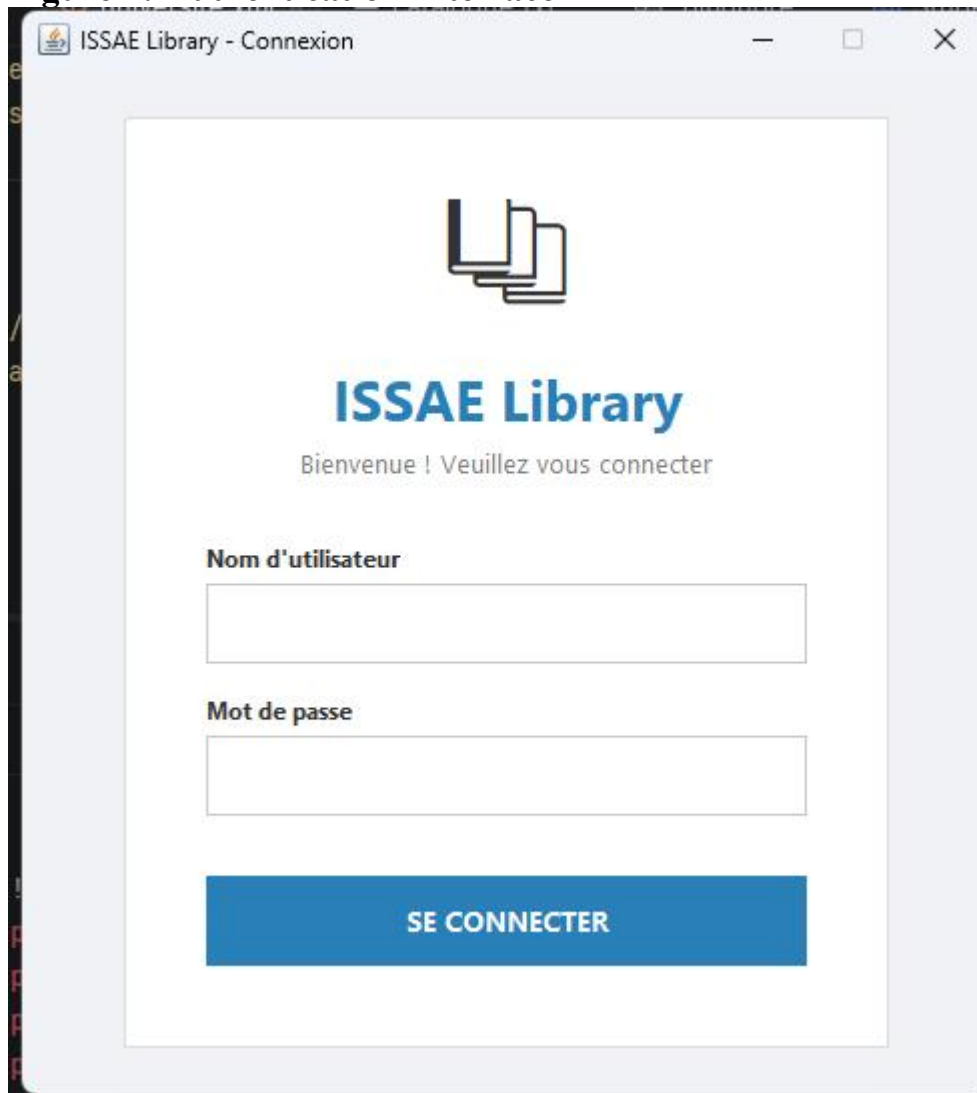 ISSAE Library - Connexion
ISSAE Library
Bienvenue ! Veuillez vous connecter
Nom d'utilisateur
Mot de passe
SE CONNECTER